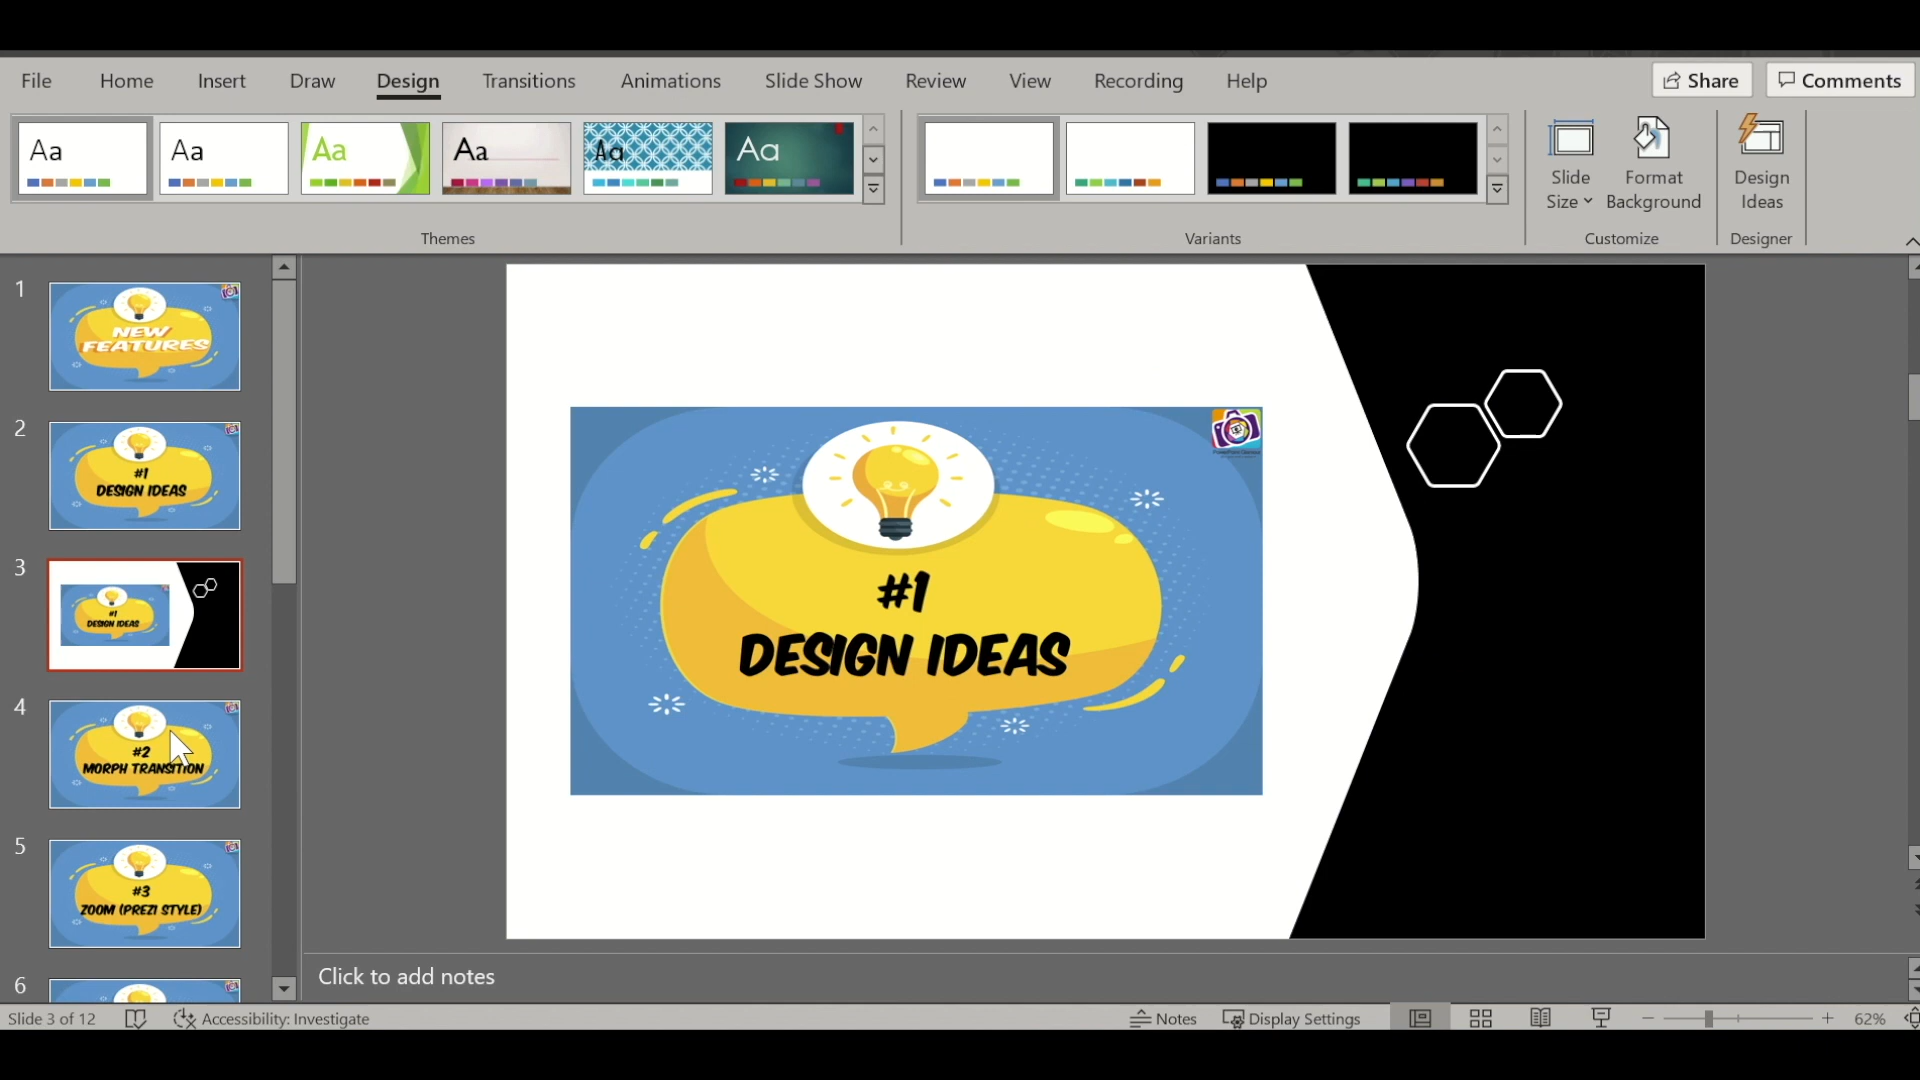 File Home Insert Draw Design Transitions Animations Slide Show Review View Recording Help Share Comments
Aa Aa Aa Aa Aa Aa
Slide Size
Format Background
Design Ideas
Themes Variants Customize Designer
1
NEW
FEATURES
2
#1
DESIGN IDEAS
3
#1
DESIGN IDEAS
4
#2
MORPH TRANSITION
5
#3
ZOOM (PREZI STYLE)
6
#1
DESIGN IDEAS
Click to add notes
Slide 3 of 12 Accessibility: Investigate Notes Display Settings 62%